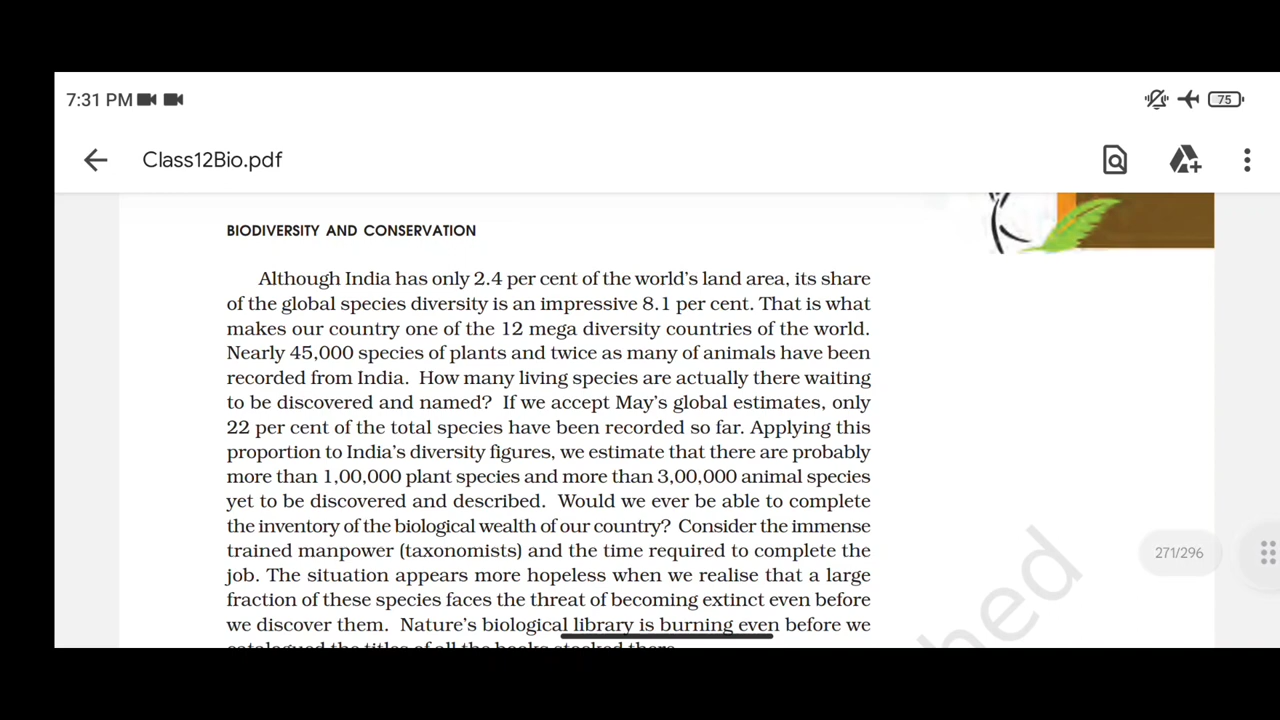 7:31 PM
75
Class12Bio.pdf
BIODIVERSITY AND CONSERVATION
Although India has only 2.4 per cent of the world's land area, its share
of the global species diversity is an impressive 8.1 per cent. That is what
makes our country one of the 12 mega diversity countries of the world.
Nearly 45,000 species of plants and twice as many of animals have been
recorded from India. How many living species are actually there waiting
to be discovered and named? If we accept May's global estimates, only
22 per cent of the total species have been recorded so far. Applying this
proportion to India's diversity figures, we estimate that there are probably
more than 1,00,000 plant species and more than 3,00,000 animal species
yet to be discovered and described. Would we ever be able to complete
the inventory of the biological wealth of our country? Consider the immense
trained manpower (taxonomists) and the time required to complete the
job. The situation appears more hopeless when we realise that a large
fraction of these species faces the threat of becoming extinct even before
we discover them. Nature's biological library is burning even before we
catalogued the titles of all the books stocked there.
271/296
hed